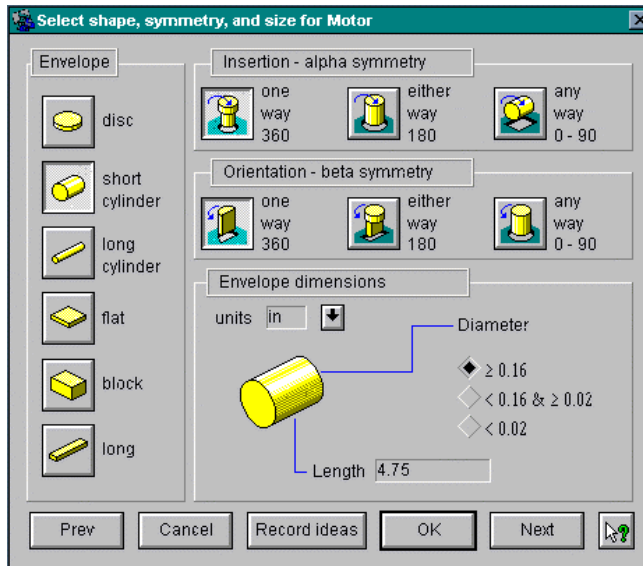 Select shape, symmetry, and size for Motor
Envelope
disc
short
cylinder
long
cylinder
flat
block
long
Insertion - alpha symmetry
one
way
360
either
way
180
any
way
0 - 90
Orientation - beta symmetry
one
way
360
either
way
180
any
way
0 - 90
Envelope dimensions
units in
Diameter
≥ 0.16
< 0.16 & ≥ 0.02
< 0.02
Length 4.75
Prev Cancel Record ideas OK Next ?